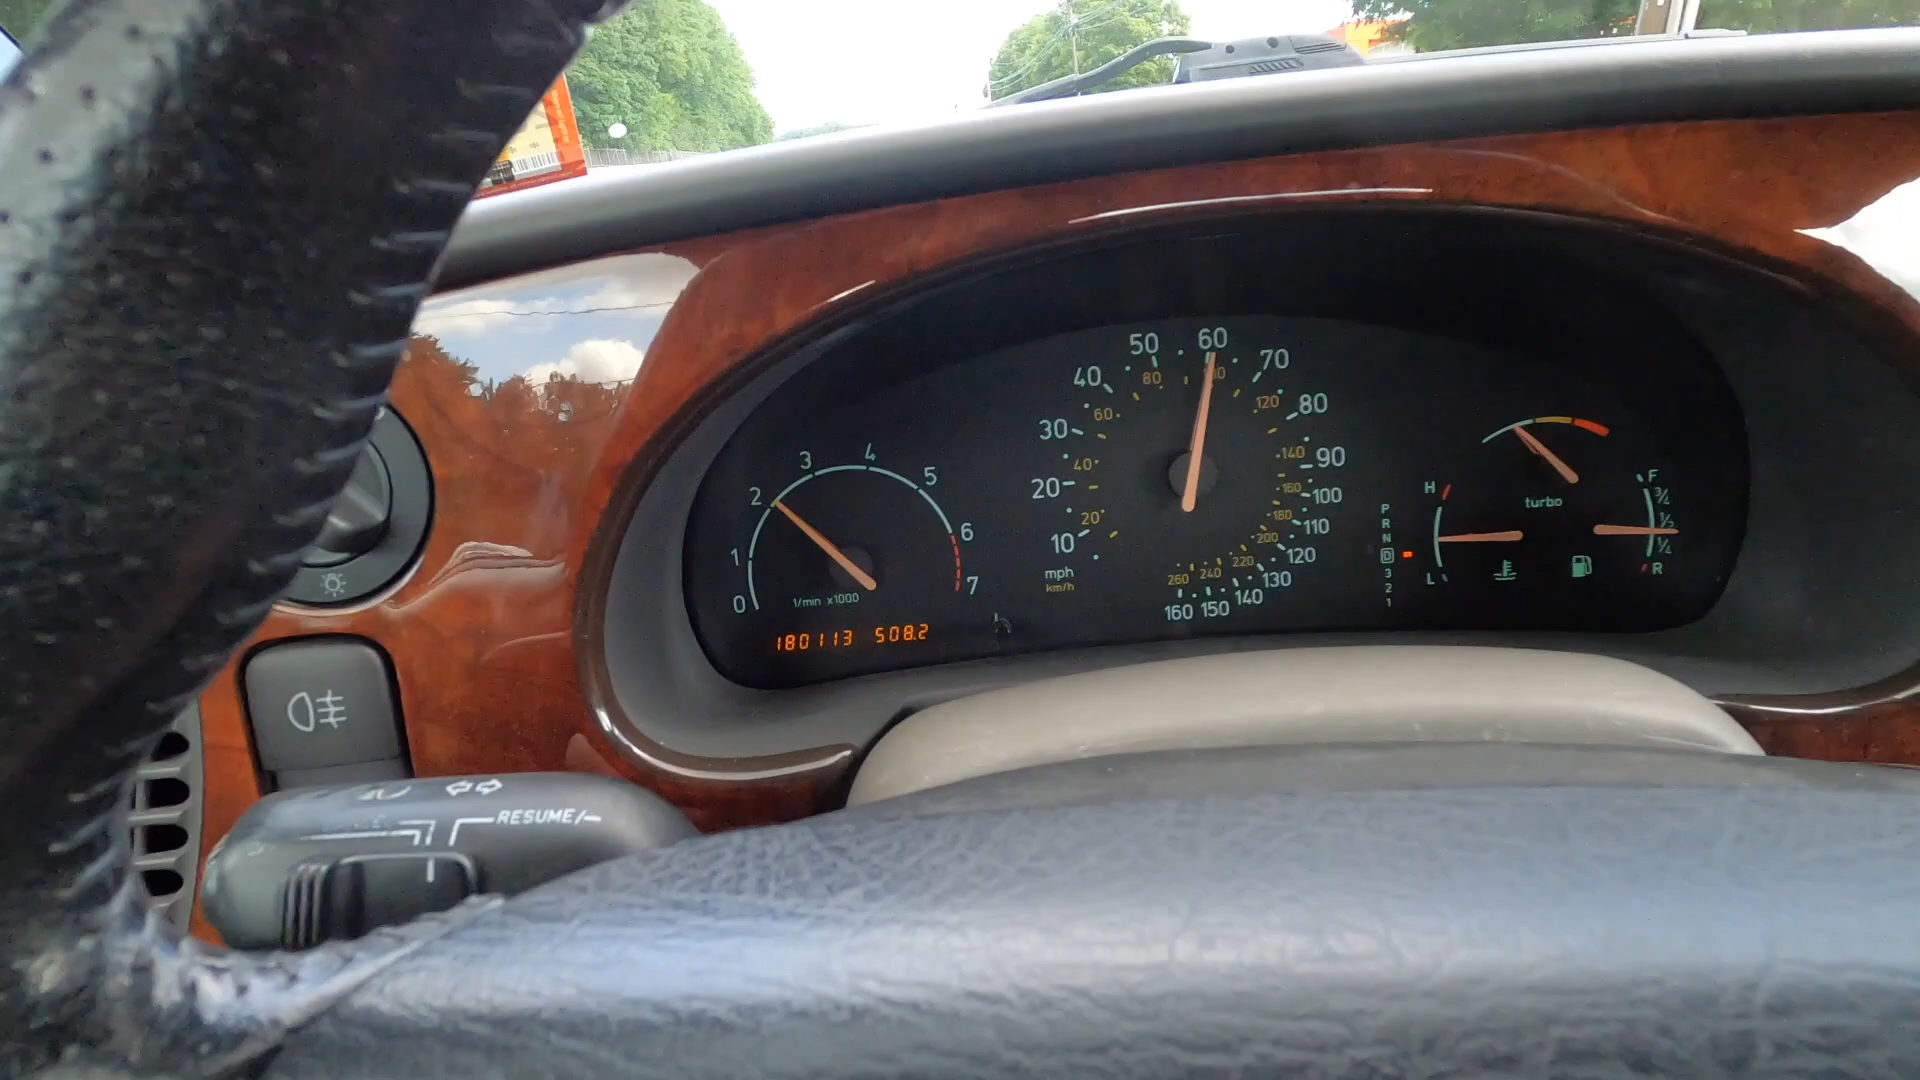 50 60 70
40 80
30 90
20 100
10 110
120
130
140
160 150
80
60 120
40 140
20 160
180
200
220
260 240
mph
km/h
0 1 2 3 4 5 6 7
1/min x1000
180113 508.2
P
R
N
D
3
2
1
turbo
H
L
F
3/4
1/2
1/4
R
RESUME/-